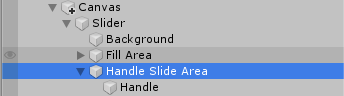 Canvas
Slider
Background
Fill Area
Handle Slide Area
Handle